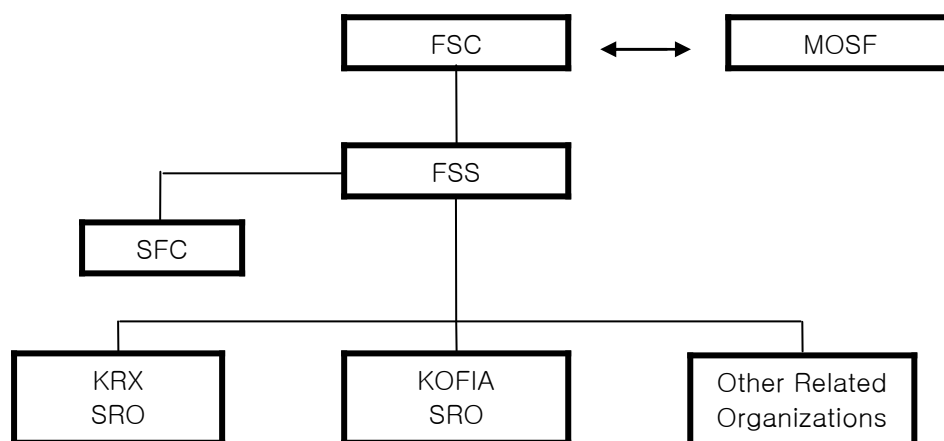 FSC
MOSF
FSS
SFC
KRX
SRO
KOFIA
SRO
Other Related
Organizations